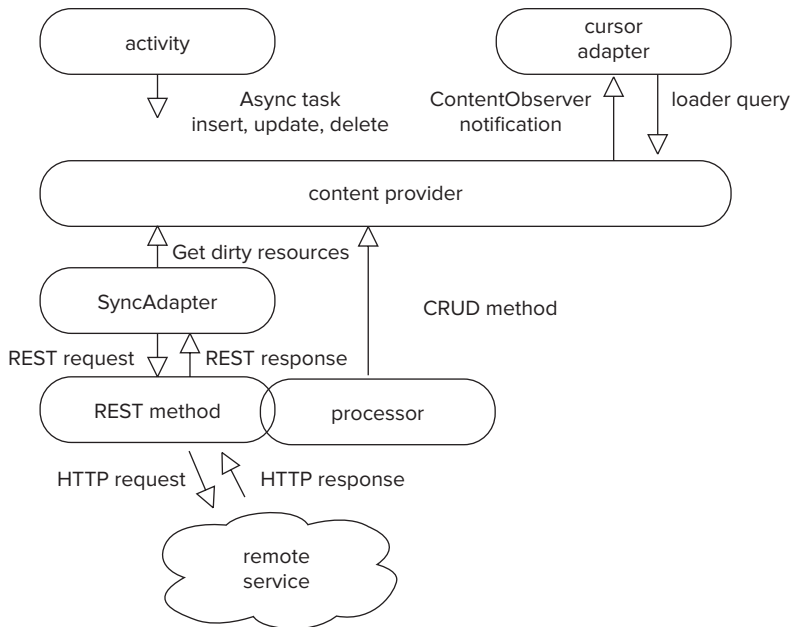 activity
cursor
adapter
Async task
insert, update, delete
ContentObserver
notification
loader query
content provider
Get dirty resources
SyncAdapter
CRUD method
REST request
REST response
REST method
processor
HTTP request
HTTP response
remote
service